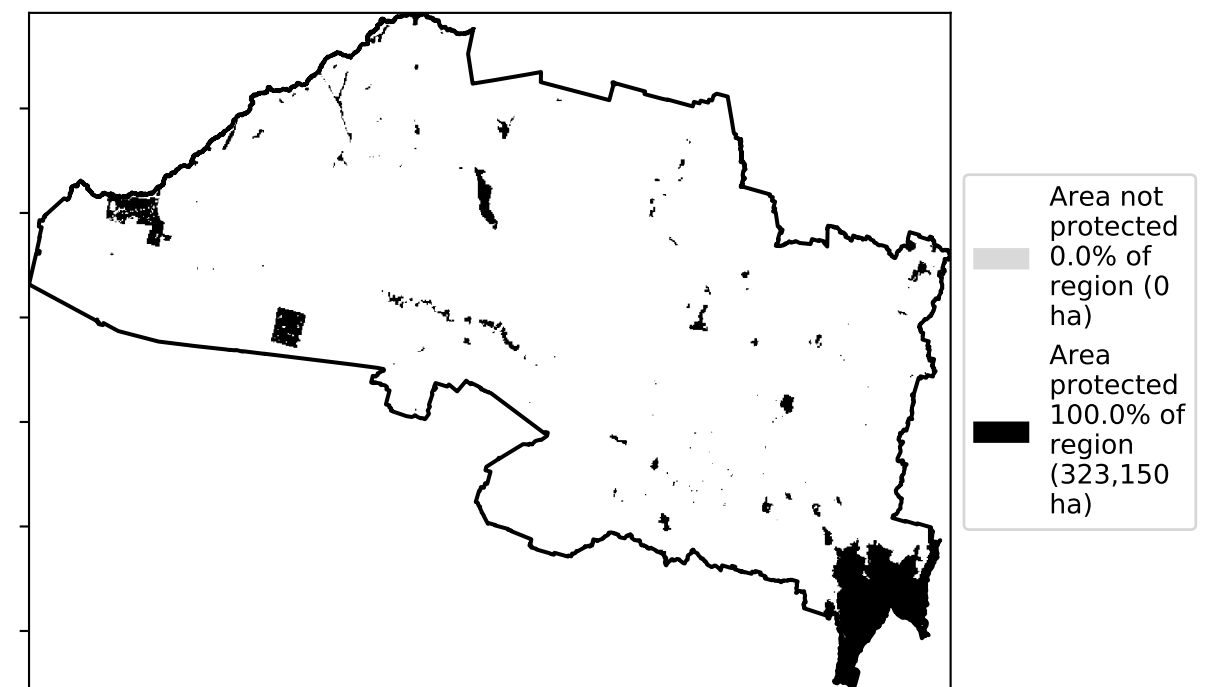 Area not
protected
0.0% of
region (0
ha)
Area
protected
100.0% of
region
(323,150
ha)